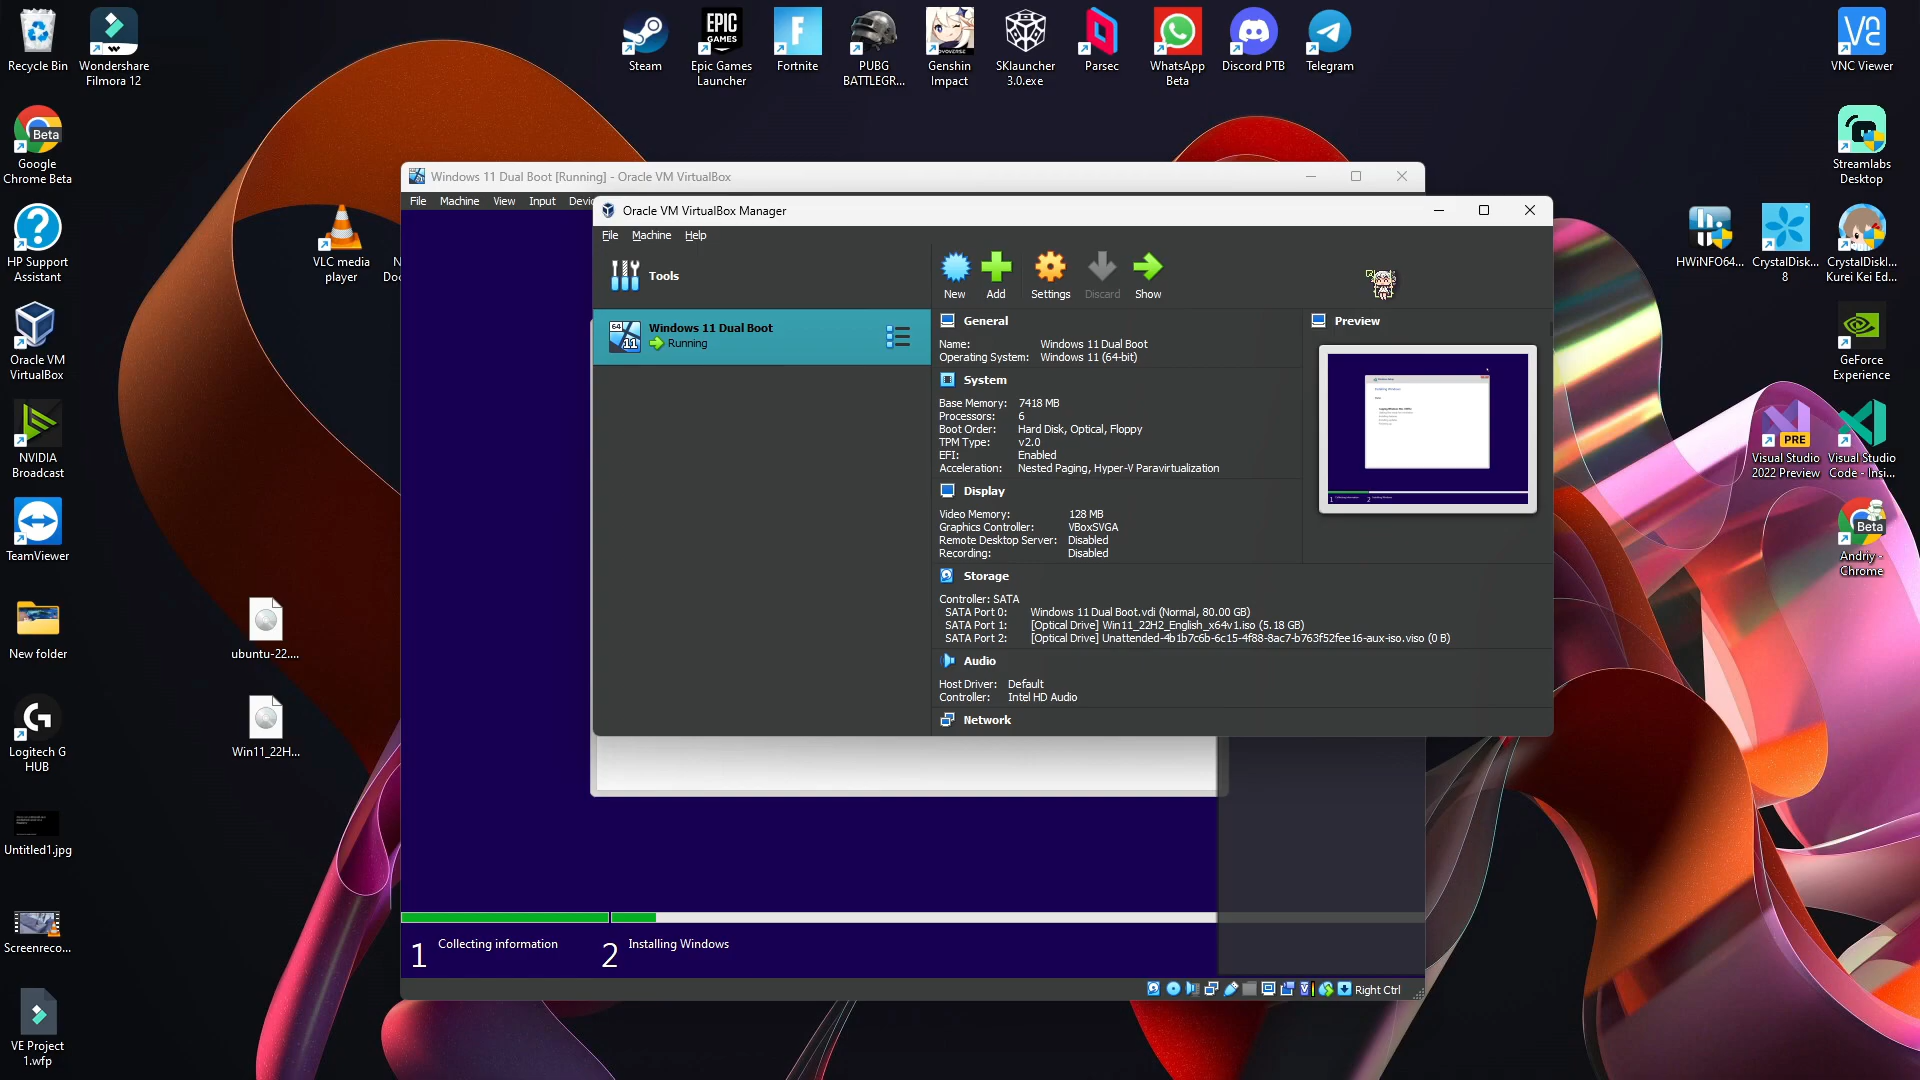 Recycle Bin
Wondershare
Filmora 12
Steam
Epic Games
Launcher
EPIC
GAMES
Fortnite
PUBG
BATTLEGR...
Genshin
Impact
SKlauncher
3.0.exe
Parsec
WhatsApp
Beta
Discord PTB
Telegram
VNC Viewer
Beta
Google
Chrome Beta
Streamlabs
Desktop
HP Support
Assistant
VLC media
player
N
Doc
HWiNFO64...
CrystalDisk...
8
CrystalDiskI...
Kurei Kei Ed...
Oracle VM
VirtualBox
GeForce
Experience
NVIDIA
Broadcast
PRE
Visual Studio
2022 Preview
Visual Studio
Code - Insi...
TeamViewer
Beta
Andriy -
Chrome
New folder
ubuntu-22....
Logitech G
HUB
Win11_22H...
Untitled1.jpg
Screenreco...
VE Project
1.wfp
Windows 11 Dual Boot [Running] - Oracle VM VirtualBox
File Machine View Input Devic
Oracle VM VirtualBox Manager
File Machine Help
Tools
New Add Settings Discard Show
64
11
Windows 11 Dual Boot
Running
General
Name: Windows 11 Dual Boot
Operating System: Windows 11 (64-bit)
System
Base Memory: 7418 MB
Processors: 6
Boot Order: Hard Disk, Optical, Floppy
TPM Type: v2.0
EFI: Enabled
Acceleration: Nested Paging, Hyper-V Paravirtualization
Display
Video Memory: 128 MB
Graphics Controller: VBoxSVGA
Remote Desktop Server: Disabled
Recording: Disabled
Storage
Controller: SATA
SATA Port 0: Windows 11 Dual Boot.vdi (Normal, 80.00 GB)
SATA Port 1: [Optical Drive] Win11_22H2_English_x64v1.iso (5.18 GB)
SATA Port 2: [Optical Drive] Unattended-4b1b7c6b-6c15-4f88-8ac7-b763f52fee16-aux-iso.viso (0 B)
Audio
Host Driver: Default
Controller: Intel HD Audio
Network
Preview
1 Collecting information
2 Installing Windows
Right Ctrl